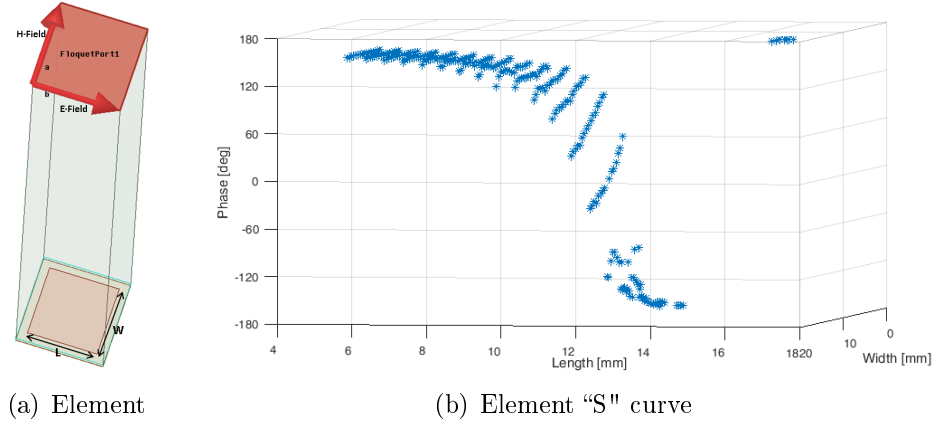 H-Field
FloquetPort1
a
b
E-Field
W
L
180
120
60
0
-60
-120
-180
Phase [deg]
4
6
8
10
12
14
16
1820
10
0
Length [mm]
Width [mm]
(a) Element
(b) Element “S" curve